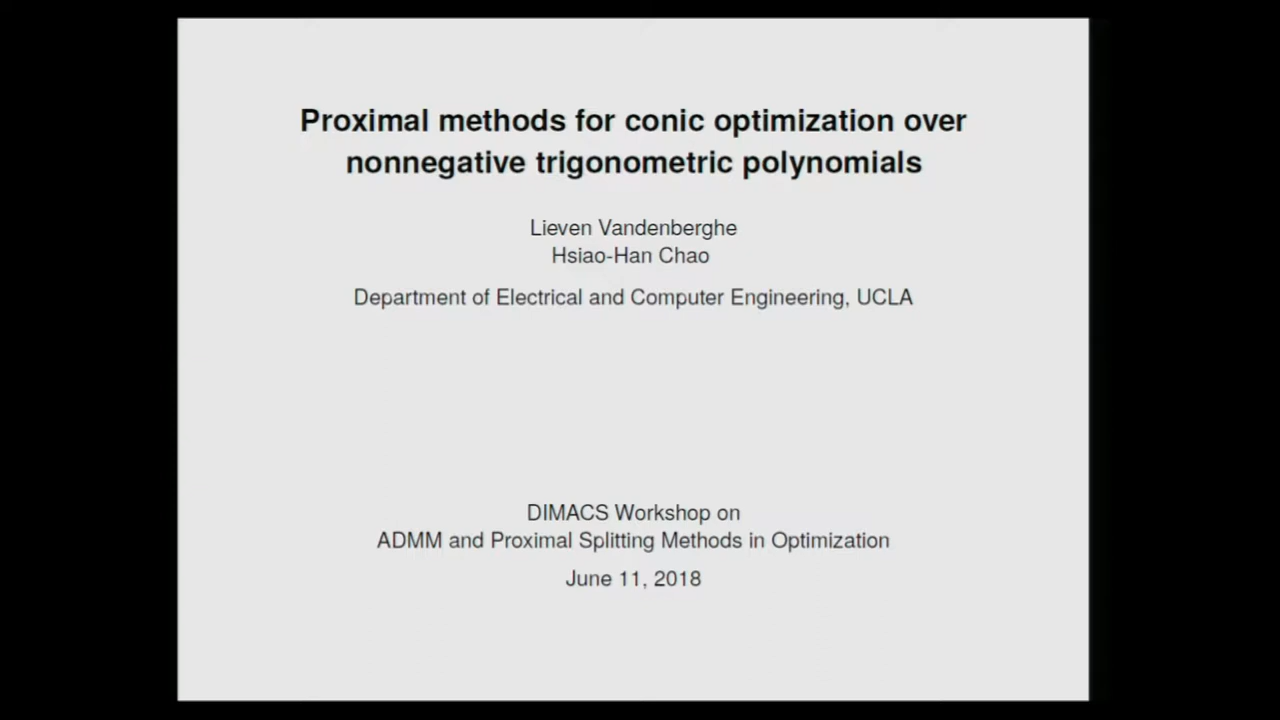 Proximal methods for conic optimization over
nonnegative trigonometric polynomials
Lieven Vandenberghe
Hsiao-Han Chao
Department of Electrical and Computer Engineering, UCLA
DIMACS Workshop on
ADMM and Proximal Splitting Methods in Optimization
June 11, 2018